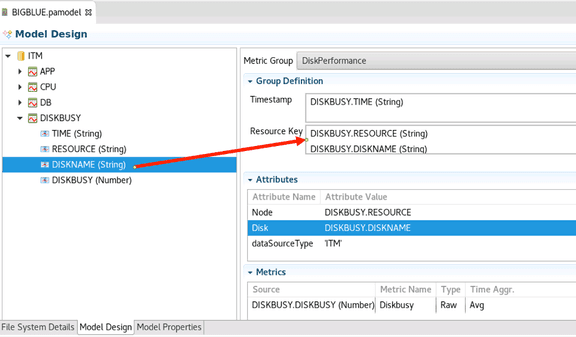 BIGBLUE.pamodel
Model Design
ITM
APP
CPU
DB
DISKBUSY
TIME (String)
RESOURCE (String)
DISKNAME (String)
DISKBUSY (Number)
Metric Group DiskPerformance
Group Definition
Timestamp DISKBUSY.TIME (String)
Resource Key DISKBUSY.RESOURCE (String)
DISKBUSY.DISKNAME (String)
Attributes
Attribute Name Attribute Value
Node DISKBUSY.RESOURCE
Disk DISKBUSY.DISKNAME
dataSourceType 'ITM'
Metrics
Source Metric Name Type Time Aggr.
DISKBUSY.DISKBUSY (Number) Diskbusy Raw Avg
File System Details Model Design Model Properties